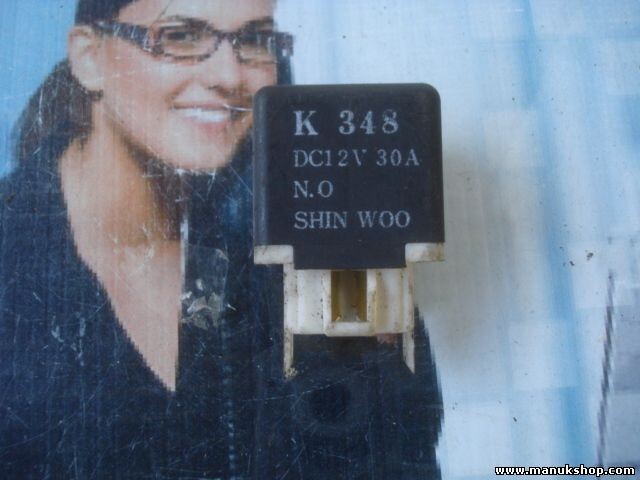 K 348
DC12V 30A
N.O
SHIN WOO
www.manukshop.com